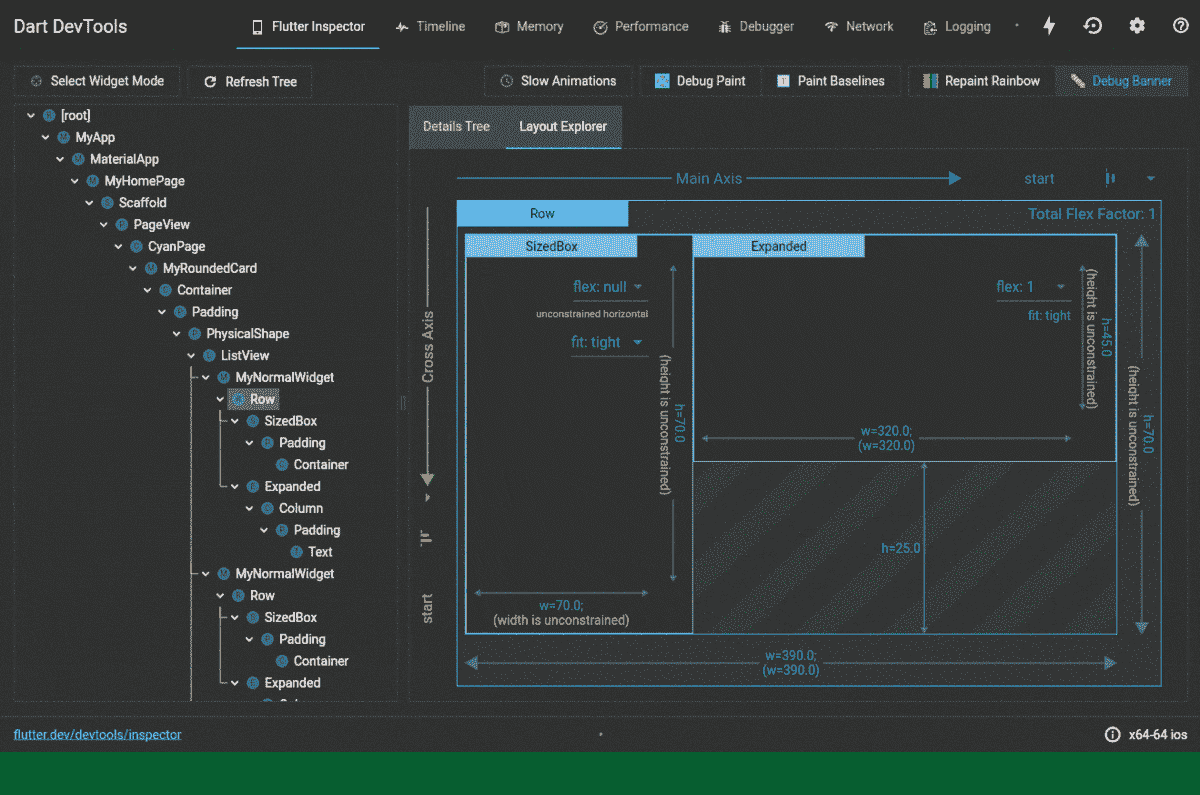 Dart DevTools
Flutter Inspector
Timeline
Memory
Performance
Debugger
Network
Logging
Select Widget Mode
Refresh Tree
Slow Animations
Debug Paint
Paint Baselines
Repaint Rainbow
Debug Banner
[root]
MyApp
MaterialApp
MyHomePage
Scaffold
PageView
CyanPage
MyRoundedCard
Container
Padding
PhysicalShape
ListView
MyNormalWidget
Row
SizedBox
Padding
Container
Expanded
Column
Padding
Text
MyNormalWidget
Row
SizedBox
Padding
Container
Expanded
Details Tree
Layout Explorer
Main Axis
start
Row
Total Flex Factor: 1
SizedBox
Expanded
flex: null
unconstrained horizontal
fit: tight
flex: 1
fit: tight
Cross Axis
start
h=70.0
(height is unconstrained)
w=70.0;
(width is unconstrained)
h=45.0
(height is unconstrained)
w=320.0;
(w=320.0)
h=25.0
h=70.0
(height is unconstrained)
w=390.0;
(w=390.0)
flutter.dev/devtools/inspector
x64-64 ios